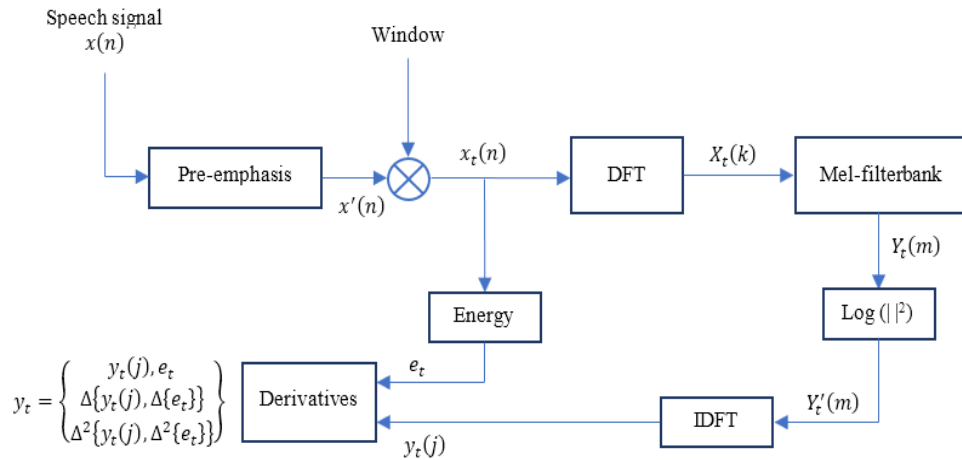 Speech signal
x(n)
Window
Pre-emphasis
x′(n)
x_t(n)
DFT
X_t(k)
Mel-filterbank
Y_t(m)
Log (| |²)
Y_t′(m)
IDFT
y_t(j)
Energy
e_t
Derivatives
y_t = {
y_t(j), e_t
Δ{y_t(j), Δ{e_t}}
Δ²{y_t(j), Δ²{e_t}}
}